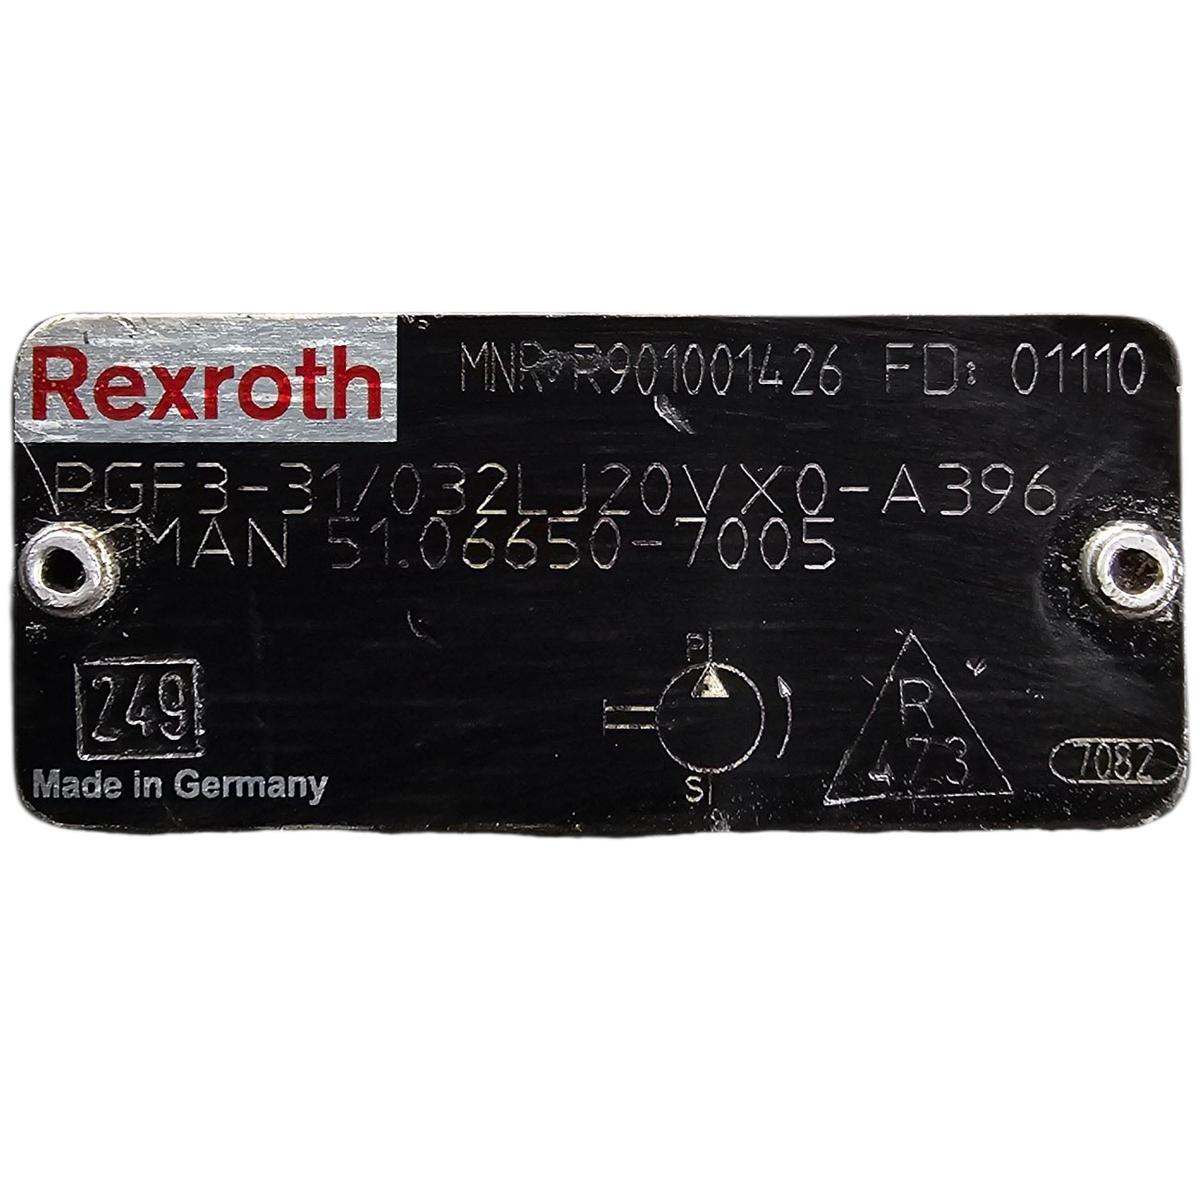 Rexroth
MNR: R901001426 FD: 01110
PGF3-31/032LJ20VX0-A396
MAN 51.06650-7005
249
Made in Germany
P
S
R
473
7082